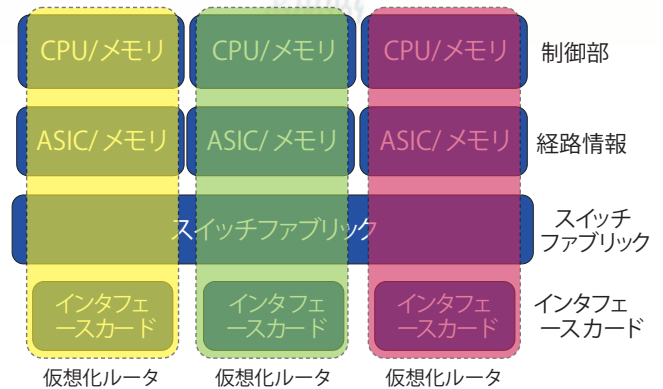 CPU/メモリ CPU/メモリ CPU/メモリ 制御部
ASIC/メモリ ASIC/メモリ ASIC/メモリ 経路情報
スイッチファブリック
スイッチ
ファブリック
インタフェ
ースカード
インタフェ
ースカード
インタフェ
ースカード
インタフェ
ースカード
仮想化ルータ 仮想化ルータ 仮想化ルータ